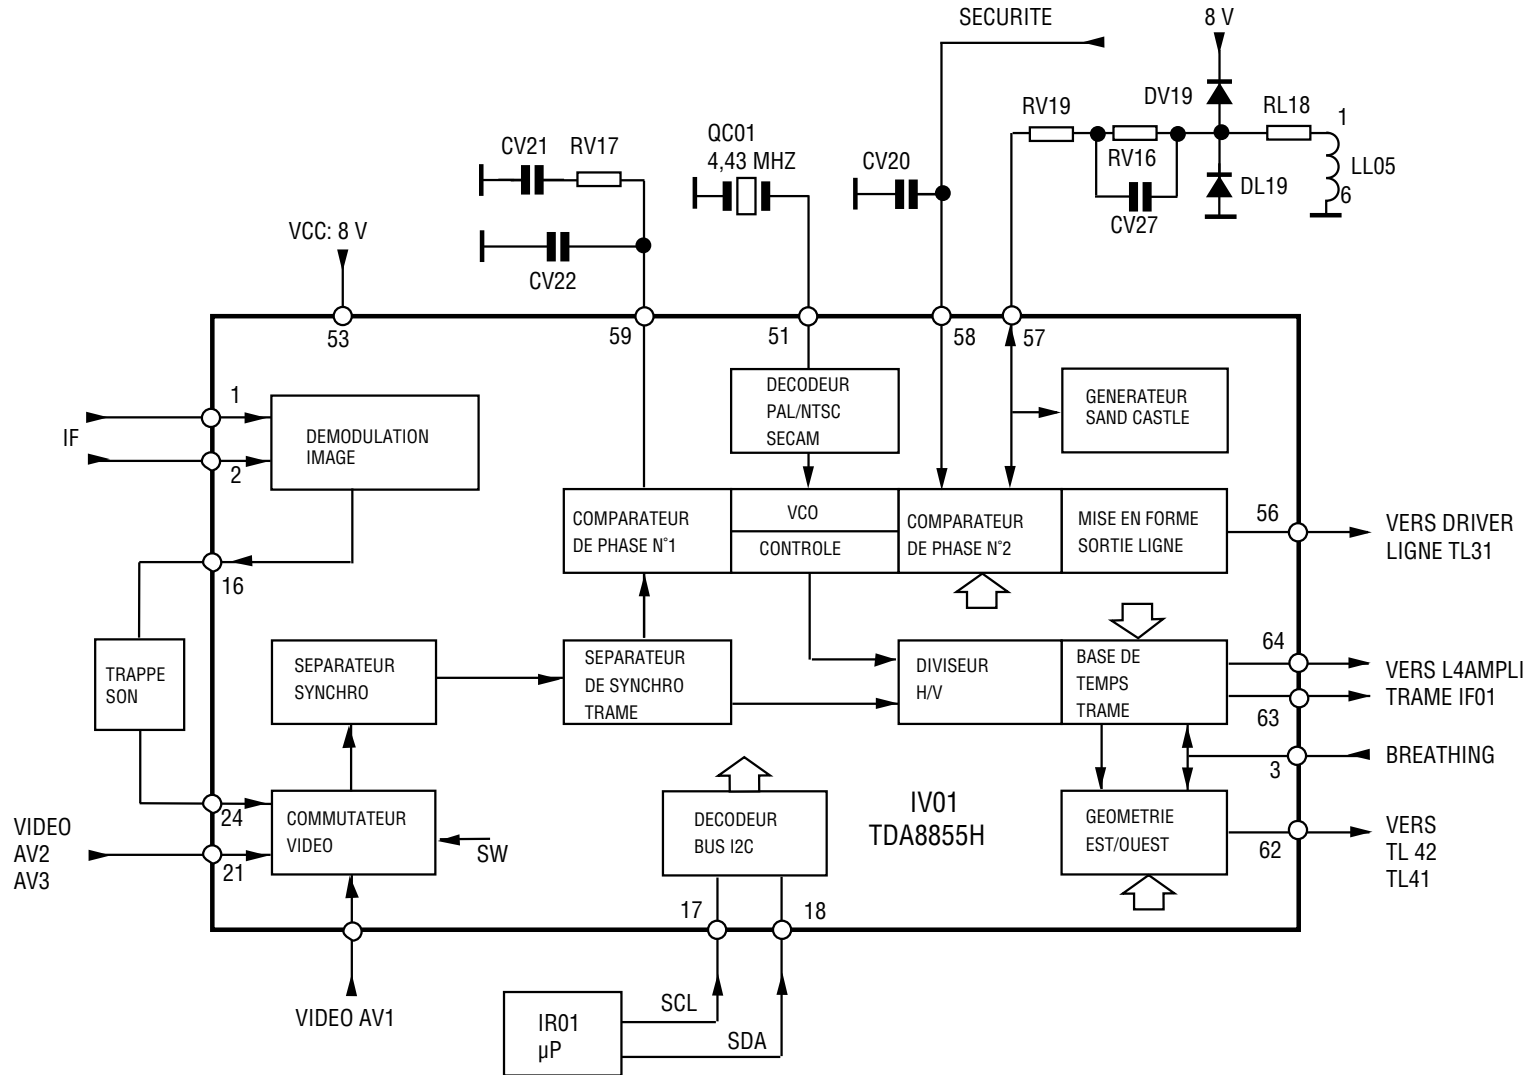 SECURITE
8 V
DV19
RV19
RL18
1
RV16
LL05
DL19
6
CV27
QC01
4,43 MHZ
CV20
CV21
RV17
CV22
VCC: 8 V
53
59
51
58
57
1
IF
2
DEMODULATION
IMAGE
DECODEUR
PAL/NTSC
SECAM
GENERATEUR
SAND CASTLE
COMPARATEUR
DE PHASE N°1
VCO
CONTROLE
COMPARATEUR
DE PHASE N°2
MISE EN FORME
SORTIE LIGNE
56
VERS DRIVER
LIGNE TL31
16
TRAPPE
SON
SEPARATEUR
SYNCHRO
SEPARATEUR
DE SYNCHRO
TRAME
DIVISEUR
H/V
BASE DE
TEMPS
TRAME
64
VERS L4AMPLI
TRAME IF01
63
BREATHING
3
24
COMMUTATEUR
VIDEO
SW
VIDEO
AV2
AV3
21
DECODEUR
BUS I2C
IV01
TDA8855H
GEOMETRIE
EST/OUEST
62
VERS
TL 42
TL41
17
18
VIDEO AV1
IR01
µP
SCL
SDA